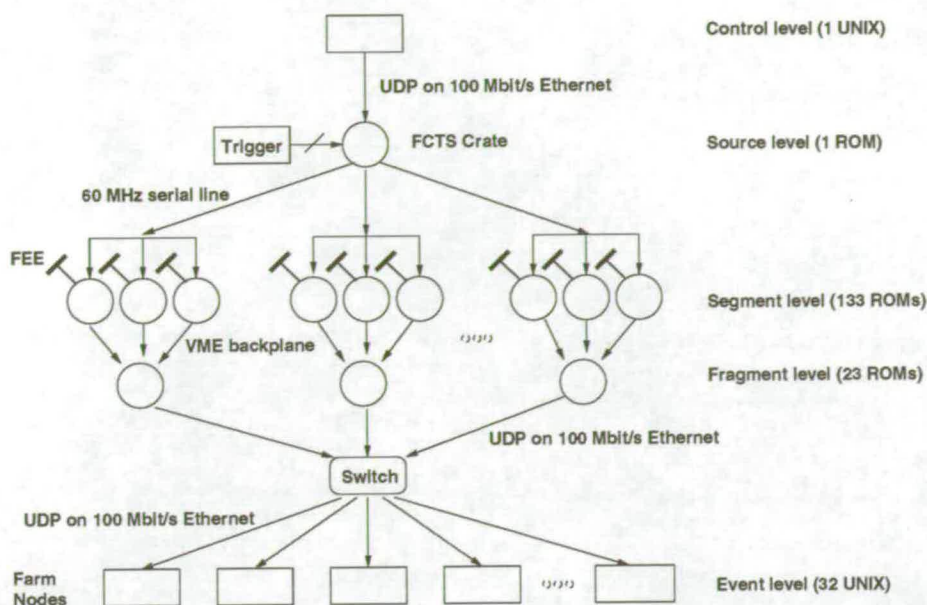 Control level (1 UNIX)
UDP on 100 Mbit/s Ethernet
Trigger
FCTS Crate
Source level (1 ROM)
60 MHz serial line
FEE
Segment level (133 ROMs)
VME backplane
Fragment level (23 ROMs)
UDP on 100 Mbit/s Ethernet
Switch
UDP on 100 Mbit/s Ethernet
Farm
Nodes
Event level (32 UNIX)